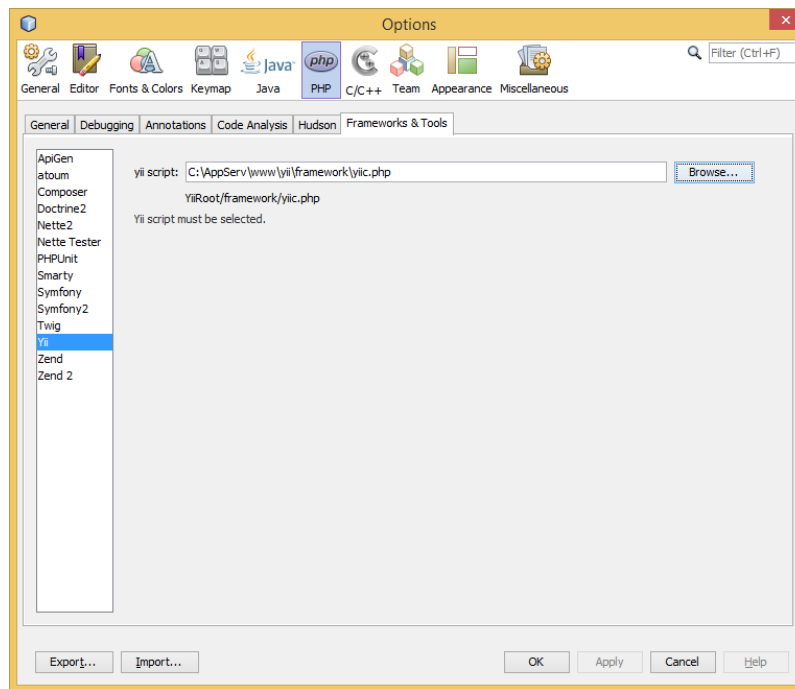 Options
Filter (Ctrl+F)
General Editor Fonts & Colors Keymap Java PHP C/C++ Team Appearance Miscellaneous
General Debugging Annotations Code Analysis Hudson Frameworks & Tools
ApiGen
atoum
Composer
Doctrine2
Nette2
Nette Tester
PHPUnit
Smarty
Symfony
Symfony2
Twig
Yii
Zend
Zend 2
yii script: C:\AppServ\www\yii\framework\yiic.php Browse...
YiiRoot/framework/yiic.php
Yii script must be selected.
Export... Import... OK Apply Cancel Help